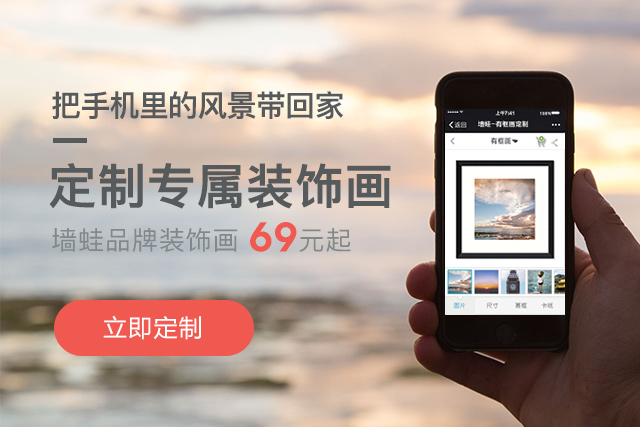 把手机里的风景带回家
定制专属装饰画
墙蛙品牌装饰画 69元起
立即定制
上午7:41
100%
返回 墙蛙-有框画定制
有框画
图片 尺寸 画框 卡纸